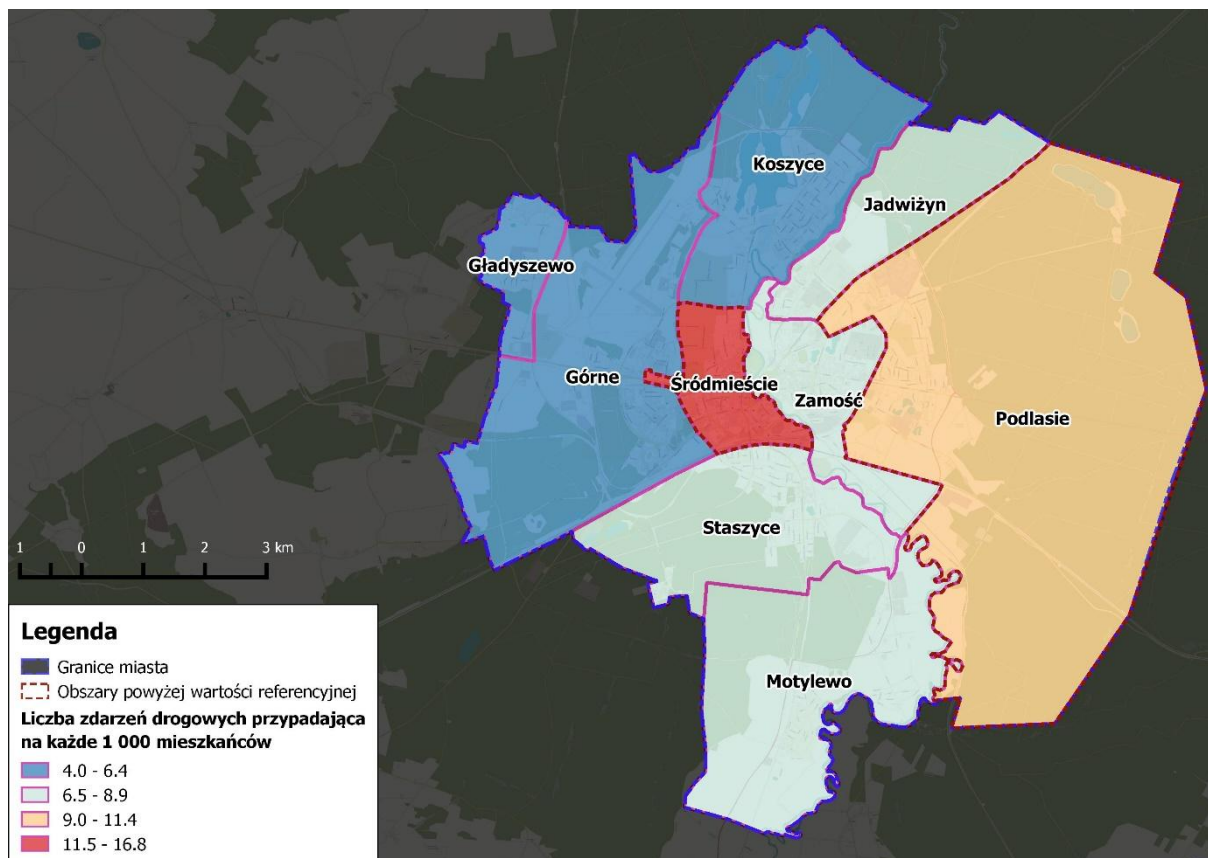 Koszyce
Jadwiżyn
Gładyszewo
Górne
Śródmieście
Zamość
Podlasie
Staszyce
Motylewo
1 0 1 2 3 km
Legenda
Granice miasta
Obszary powyżej wartości referencyjnej
Liczba zdarzeń drogowych przypadająca
na każde 1 000 mieszkańców
4.0 - 6.4
6.5 - 8.9
9.0 - 11.4
11.5 - 16.8